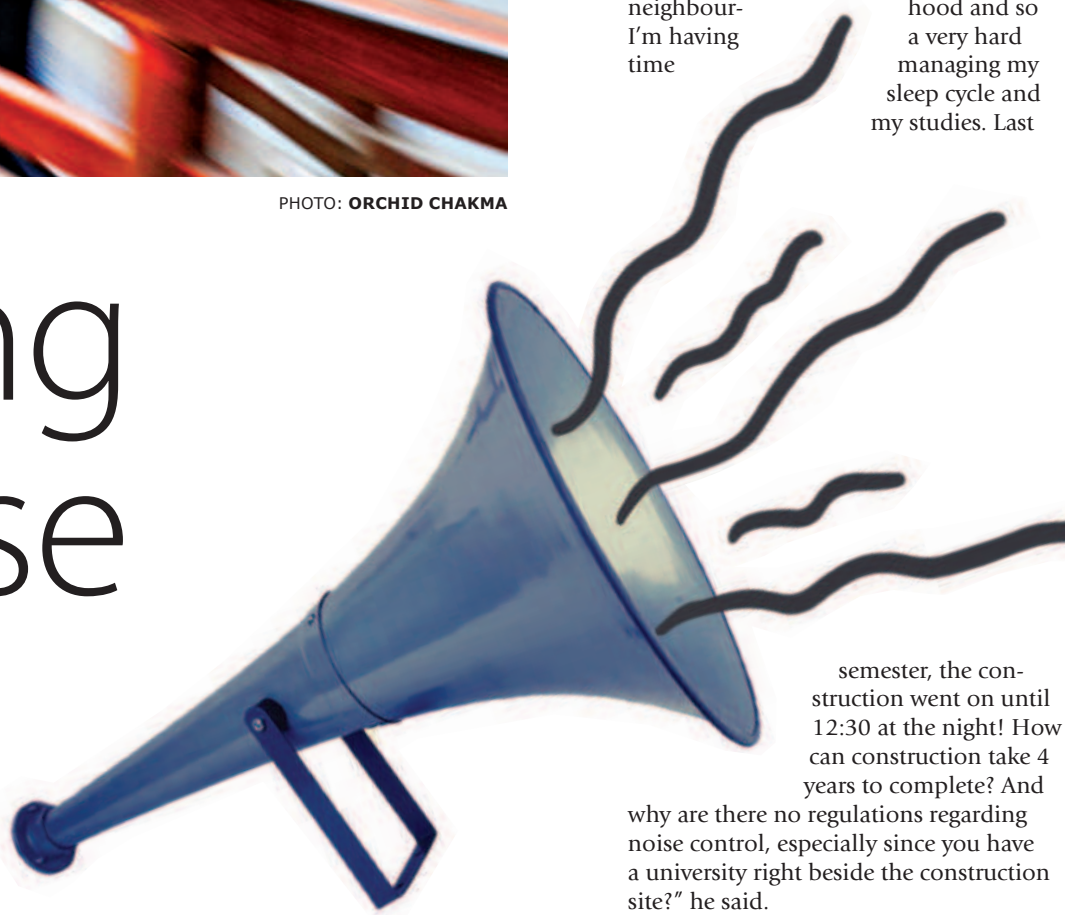 neighbour- hood and so
I'm having a very hard
time managing my
sleep cycle and
my studies. Last
PHOTO: ORCHID CHAKMA
ng
se
semester, the con-
struction went on until
12:30 at the night! How
can construction take 4
years to complete? And
why are there no regulations regarding
noise control, especially since you have
a university right beside the construction
site?” he said.